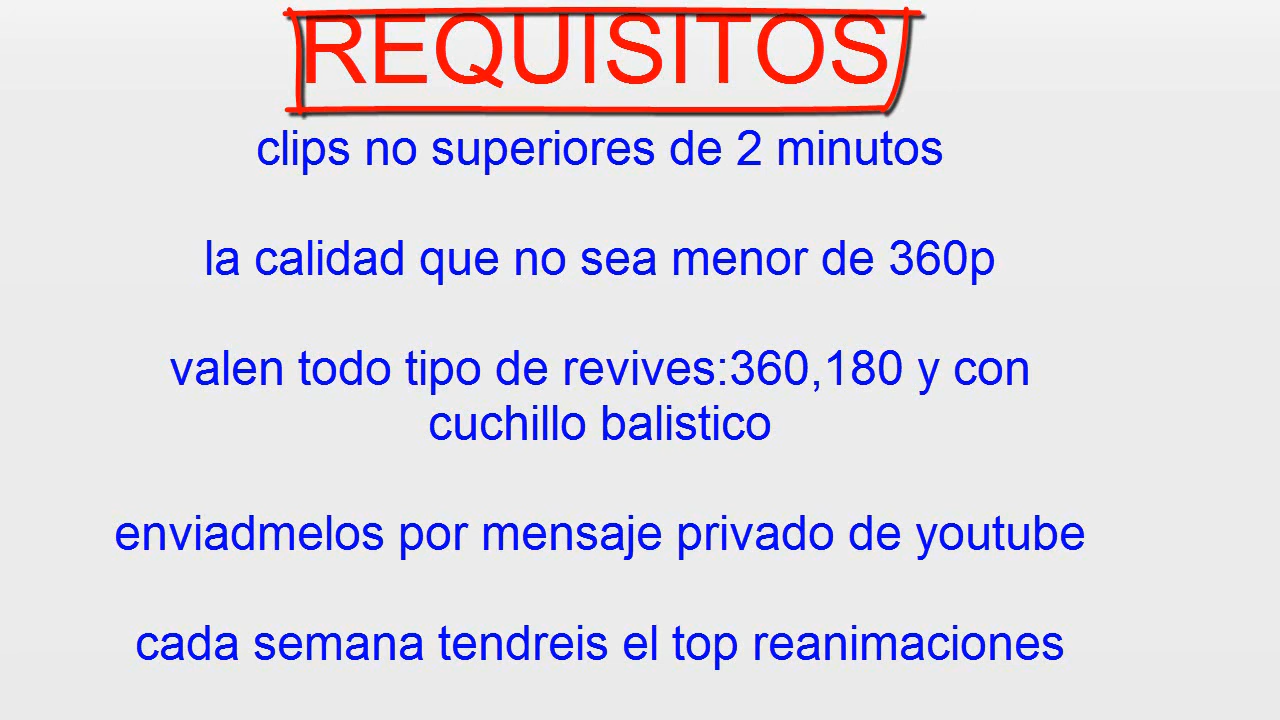 REQUISITOS
clips no superiores de 2 minutos
la calidad que no sea menor de 360p
valen todo tipo de revives:360,180 y con
cuchillo balistico
enviadmelos por mensaje privado de youtube
cada semana tendreis el top reanimaciones